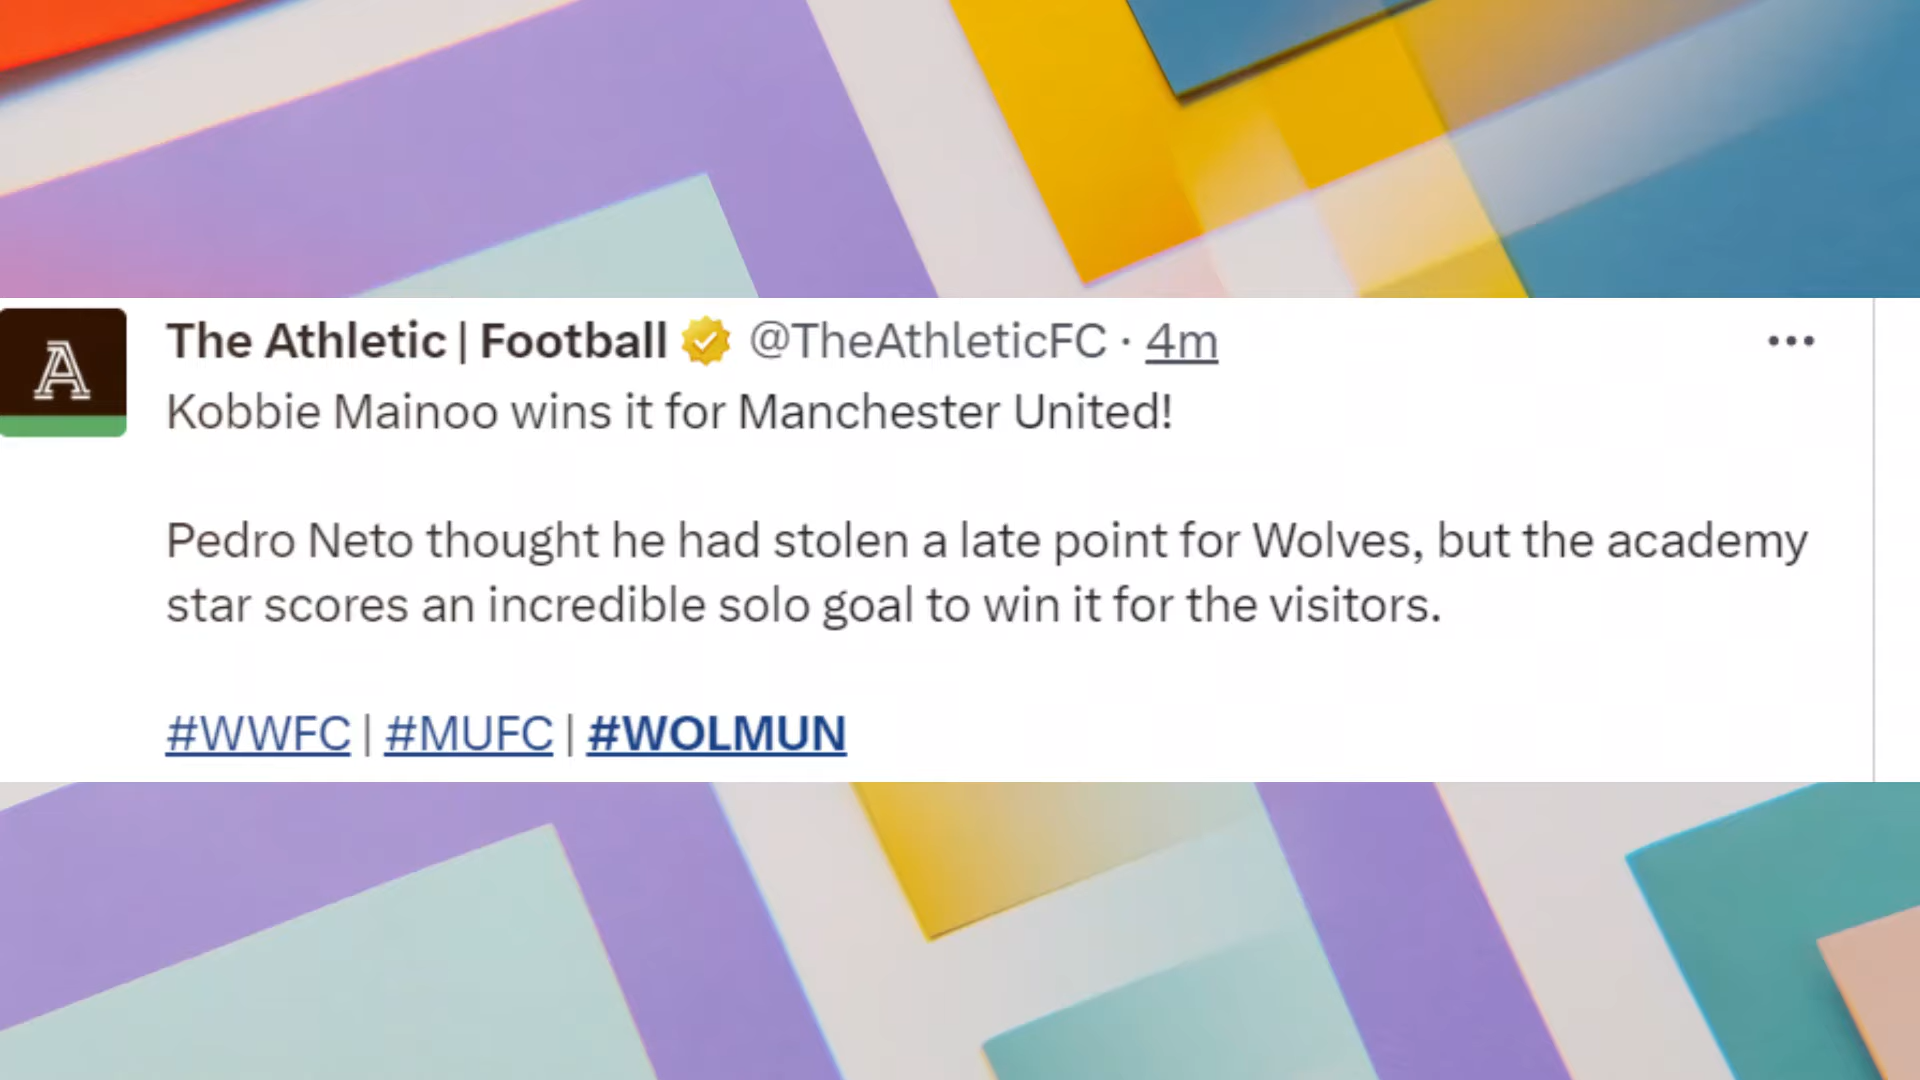 The Athletic | Football @TheAthleticFC · 4m
Kobbie Mainoo wins it for Manchester United!
Pedro Neto thought he had stolen a late point for Wolves, but the academy
star scores an incredible solo goal to win it for the visitors.
#WWFC | #MUFC | #WOLMUN